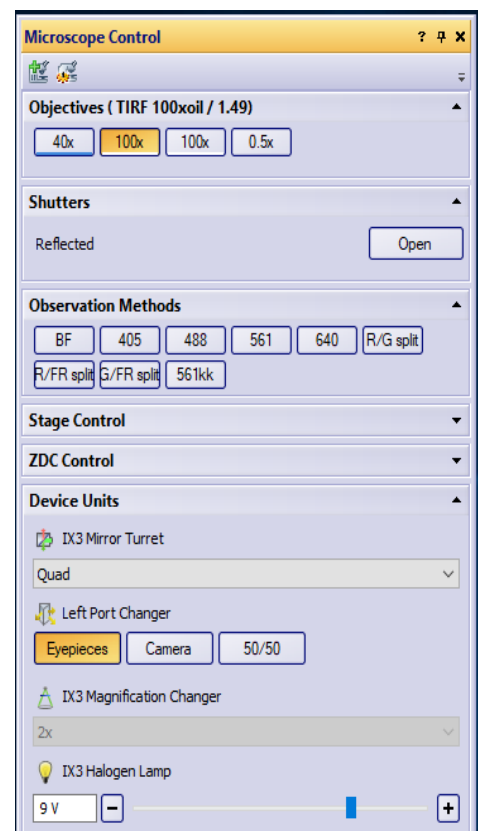 Microscope Control
Objectives ( TIRF 100xoil / 1.49)
40x 100x 100x 0.5x
Shutters
Reflected Open
Observation Methods
BF 405 488 561 640 R/G split
R/FR split G/FR split 561kk
Stage Control
ZDC Control
Device Units
IX3 Mirror Turret
Quad
Left Port Changer
Eyepieces Camera 50/50
IX3 Magnification Changer
2x
IX3 Halogen Lamp
9 V